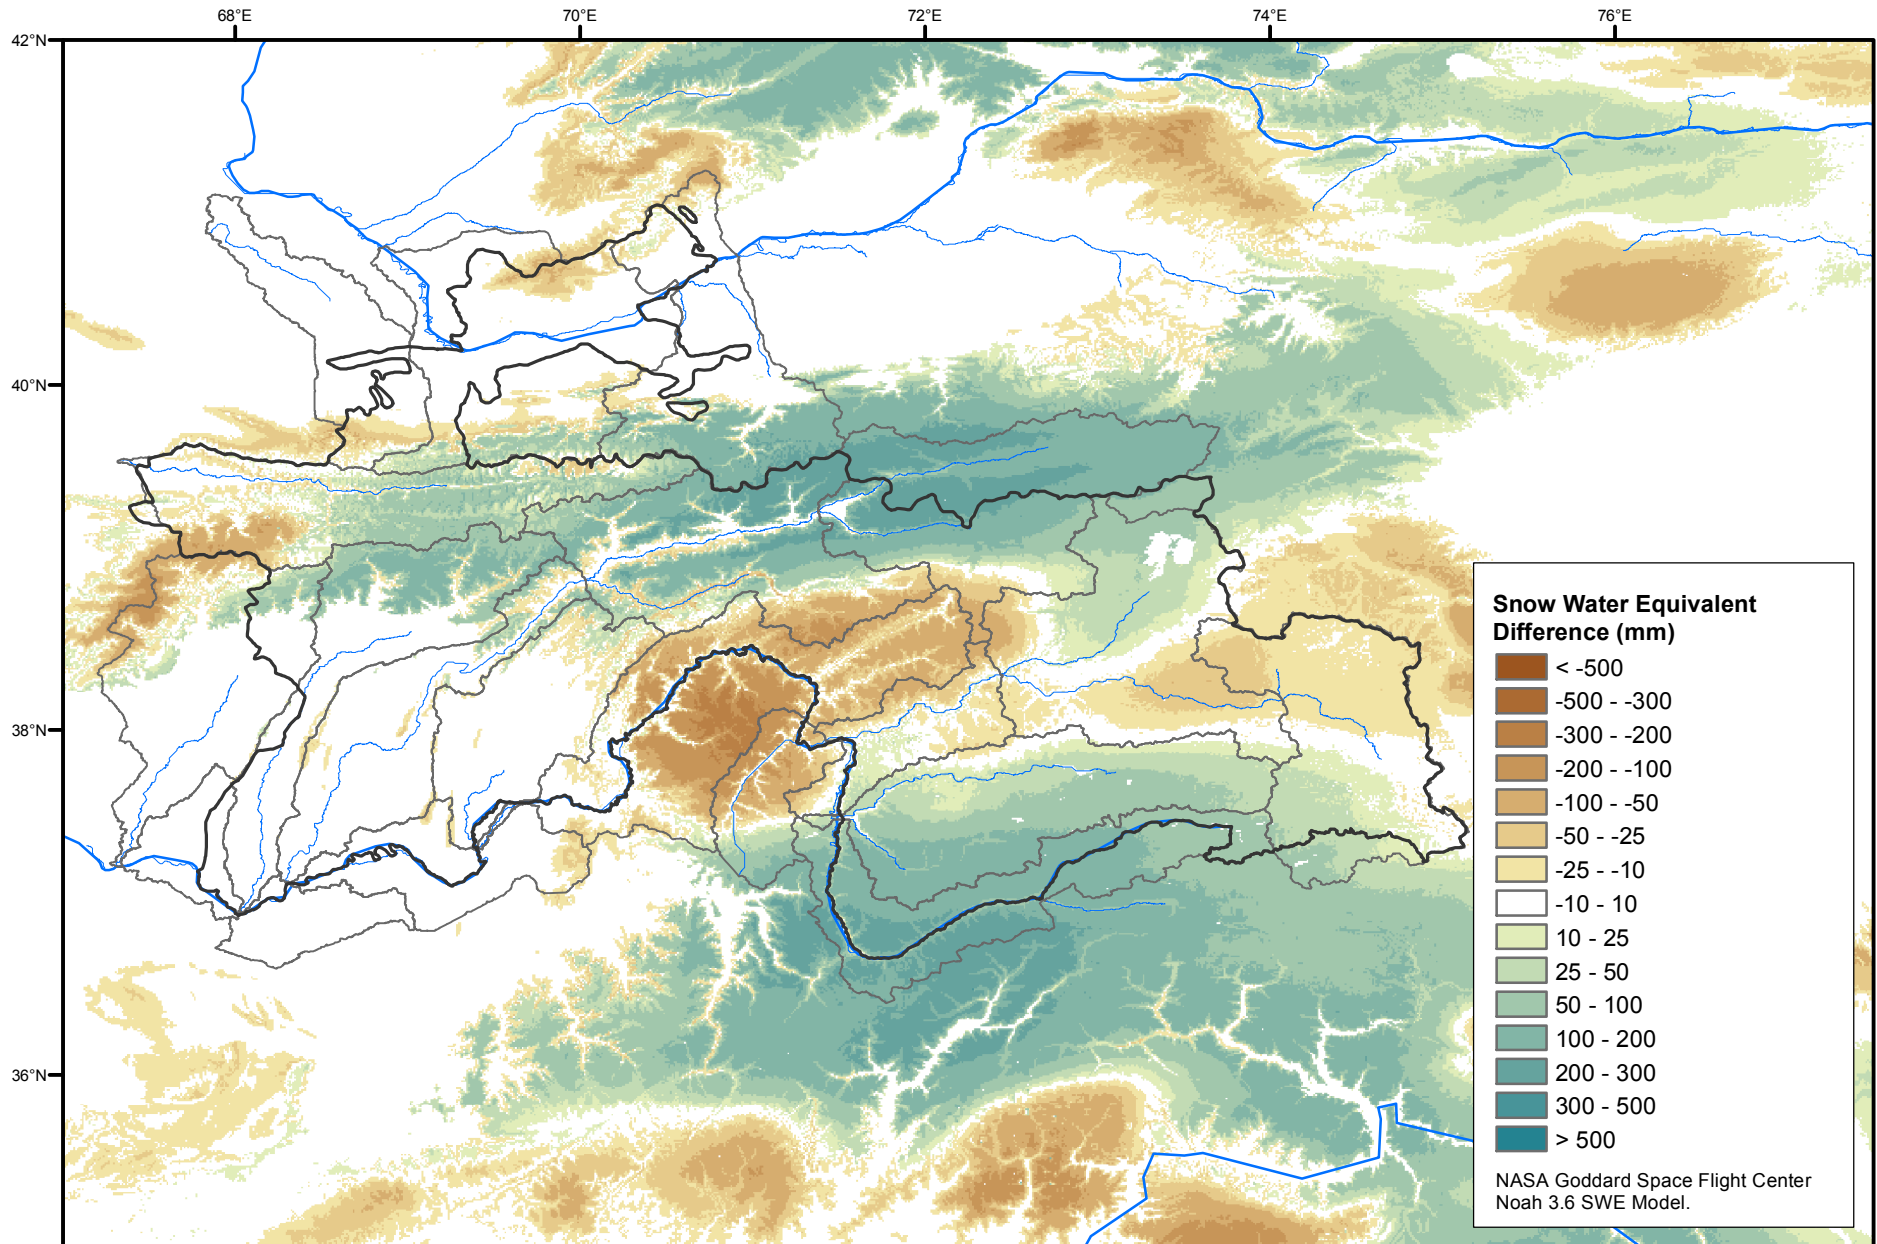 68°E 70°E 72°E 74°E 76°E
42°N
40°N
38°N
36°N
Snow Water Equivalent
Difference (mm)
< -500
-500 - -300
-300 - -200
-200 - -100
-100 - -50
-50 - -25
-25 - -10
-10 - 10
10 - 25
25 - 50
50 - 100
100 - 200
200 - 300
300 - 500
> 500
NASA Goddard Space Flight Center
Noah 3.6 SWE Model.